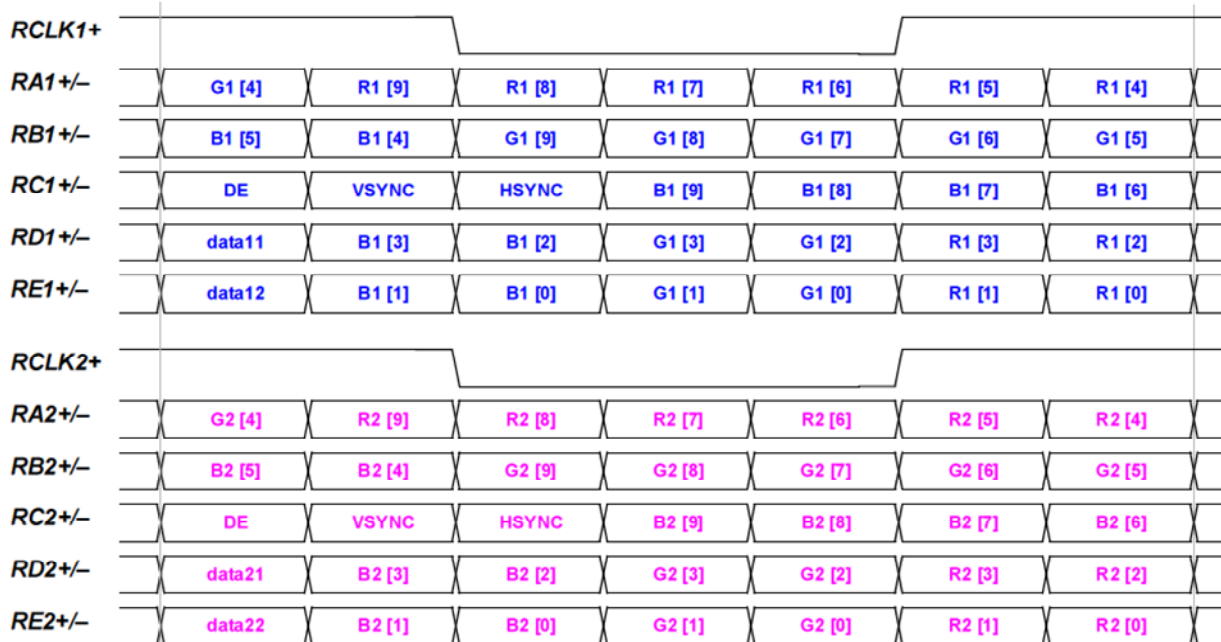 RCLK1+
RA1+/– G1 [4] R1 [9] R1 [8] R1 [7] R1 [6] R1 [5] R1 [4]
RB1+/– B1 [5] B1 [4] G1 [9] G1 [8] G1 [7] G1 [6] G1 [5]
RC1+/– DE VSYNC HSYNC B1 [9] B1 [8] B1 [7] B1 [6]
RD1+/– data11 B1 [3] B1 [2] G1 [3] G1 [2] R1 [3] R1 [2]
RE1+/– data12 B1 [1] B1 [0] G1 [1] G1 [0] R1 [1] R1 [0]
RCLK2+
RA2+/– G2 [4] R2 [9] R2 [8] R2 [7] R2 [6] R2 [5] R2 [4]
RB2+/– B2 [5] B2 [4] G2 [9] G2 [8] G2 [7] G2 [6] G2 [5]
RC2+/– DE VSYNC HSYNC B2 [9] B2 [8] B2 [7] B2 [6]
RD2+/– data21 B2 [3] B2 [2] G2 [3] G2 [2] R2 [3] R2 [2]
RE2+/– data22 B2 [1] B2 [0] G2 [1] G2 [0] R2 [1] R2 [0]